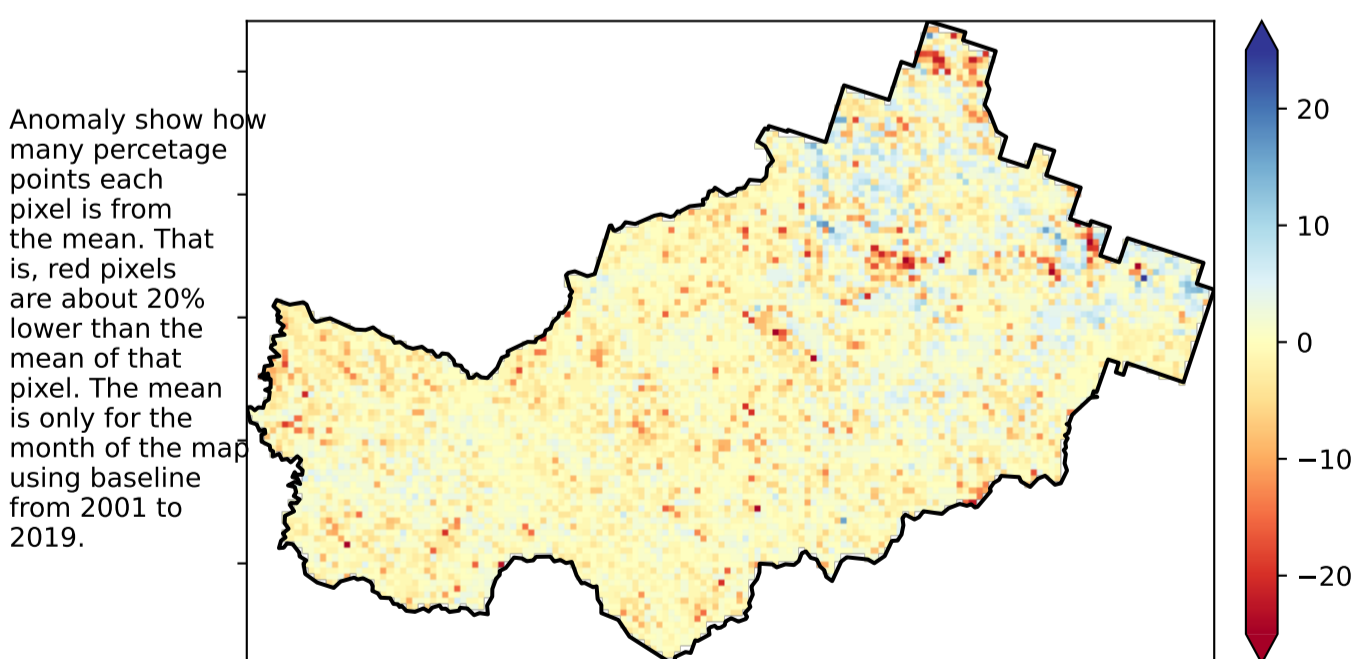 Anomaly show how
many percetage
points each
pixel is from
the mean. That
is, red pixels
are about 20%
lower than the
mean of that
pixel. The mean
is only for the
month of the map
using baseline
from 2001 to
2019.
20
10
0
−10
−20